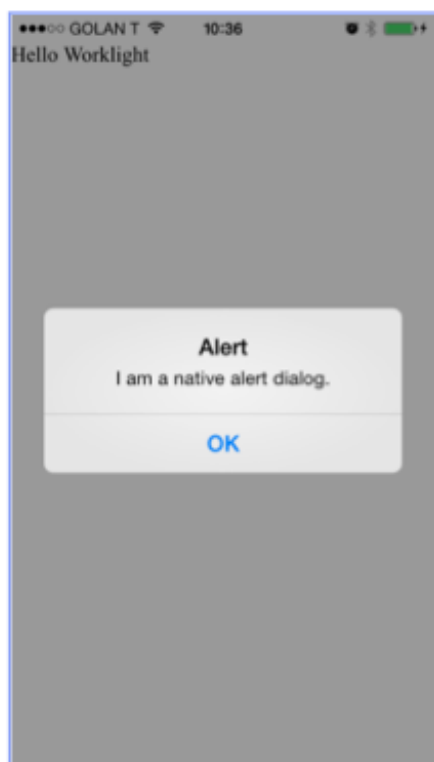 GOLAN T 10:36
Hello Worklight
Alert
I am a native alert dialog.
OK